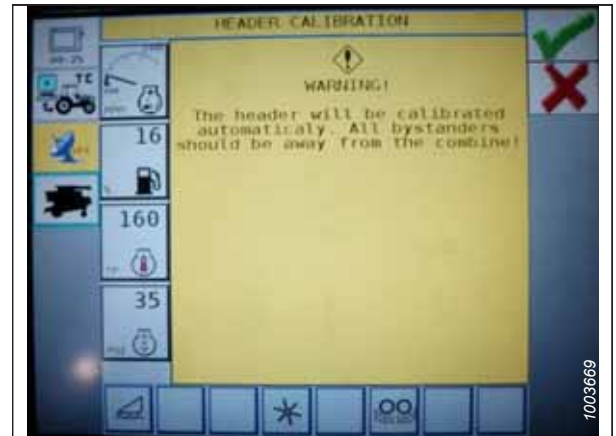 HEADER CALIBRATION
TC
WARNING!
The header will be calibrated
automaticaly. All bystanders
should be away from the combine!
16
160
°F
35
1003669